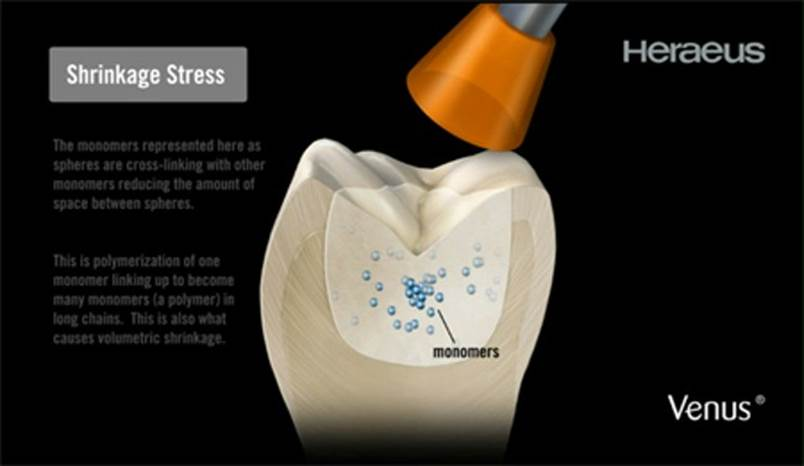 Shrinkage Stress
Heraeus
The monomers represented here as
spheres are cross-linking with other
monomers reducing the amount of
space between spheres.
This is polymerization of one
monomer linking up to become
many monomers (a polymer) in
long chains. This is also what
causes volumetric shrinkage.
monomers
Venus®